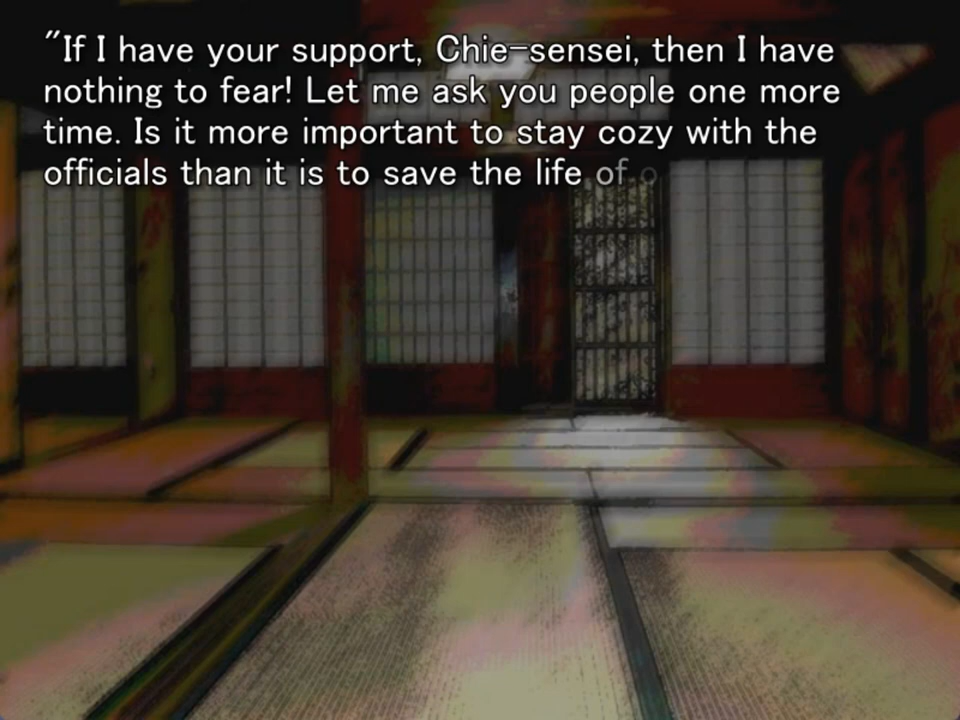 "If I have your support, Chie-sensei, then I have
nothing to fear! Let me ask you people one more
time. Is it more important to stay cozy with the
officials than it is to save the life of o